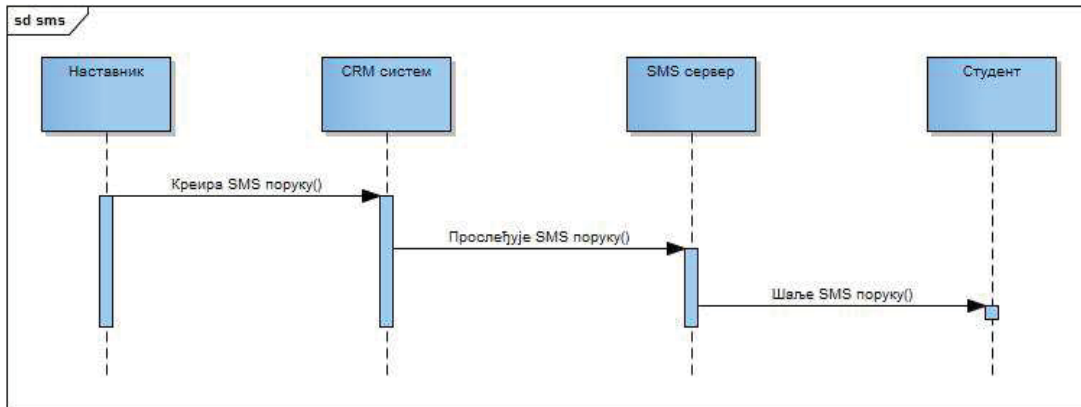 sd sms
Наставник
CRM систем
SMS сервер
Студент
Креира SMS поруку()
Прослеђује SMS поруку()
Шаље SMS поруку()